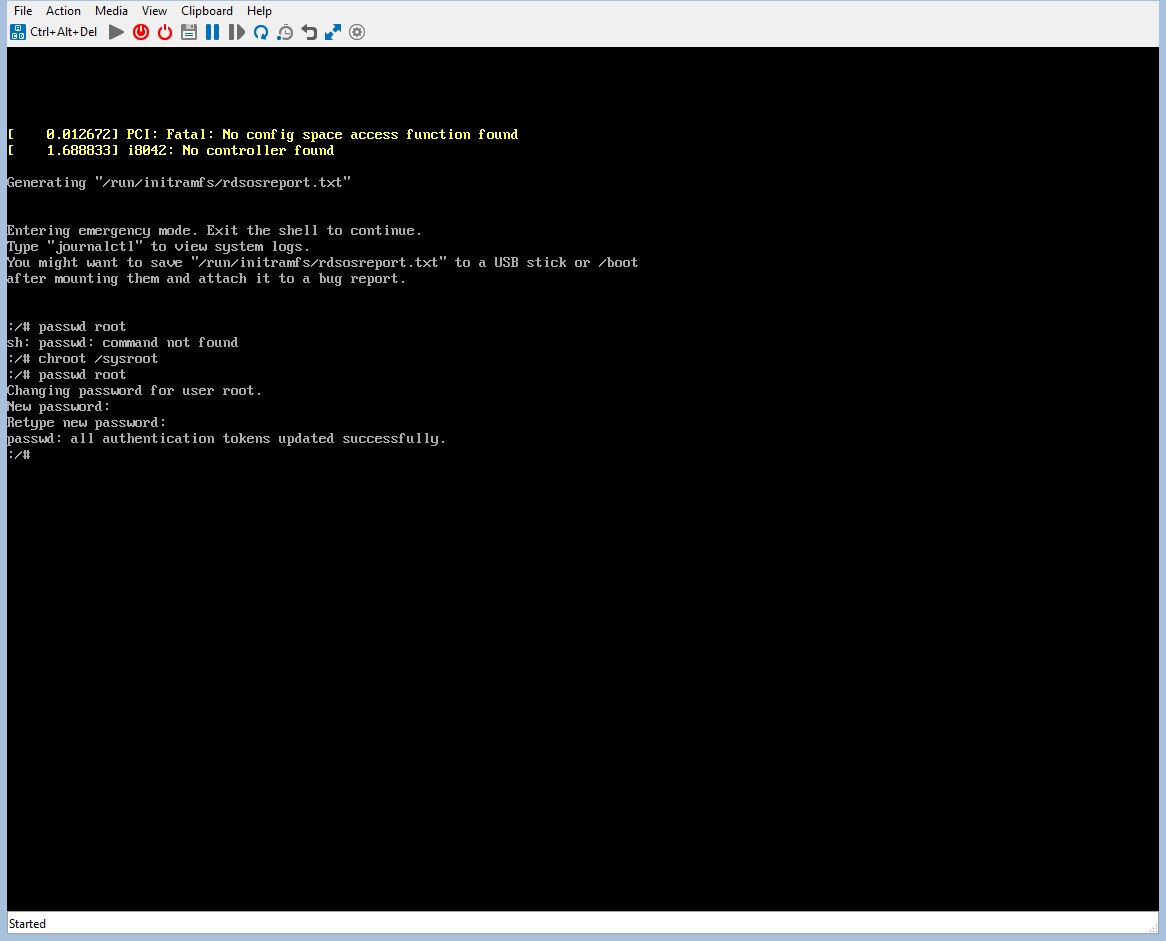 File Action Media View Clipboard Help
Ctrl+Alt+Del
[    0.012672] PCI: Fatal: No config space access function found
[    1.688833] i8042: No controller found
Generating "/run/initramfs/rdsosreport.txt"
Entering emergency mode. Exit the shell to continue.
Type "journalctl" to view system logs.
You might want to save "/run/initramfs/rdsosreport.txt" to a USB stick or /boot
after mounting them and attach it to a bug report.
:/# passwd root
sh: passwd: command not found
:/# chroot /sysroot
:/# passwd root
Changing password for user root.
New password:
Retype new password:
passwd: all authentication tokens updated successfully.
:/#
Started